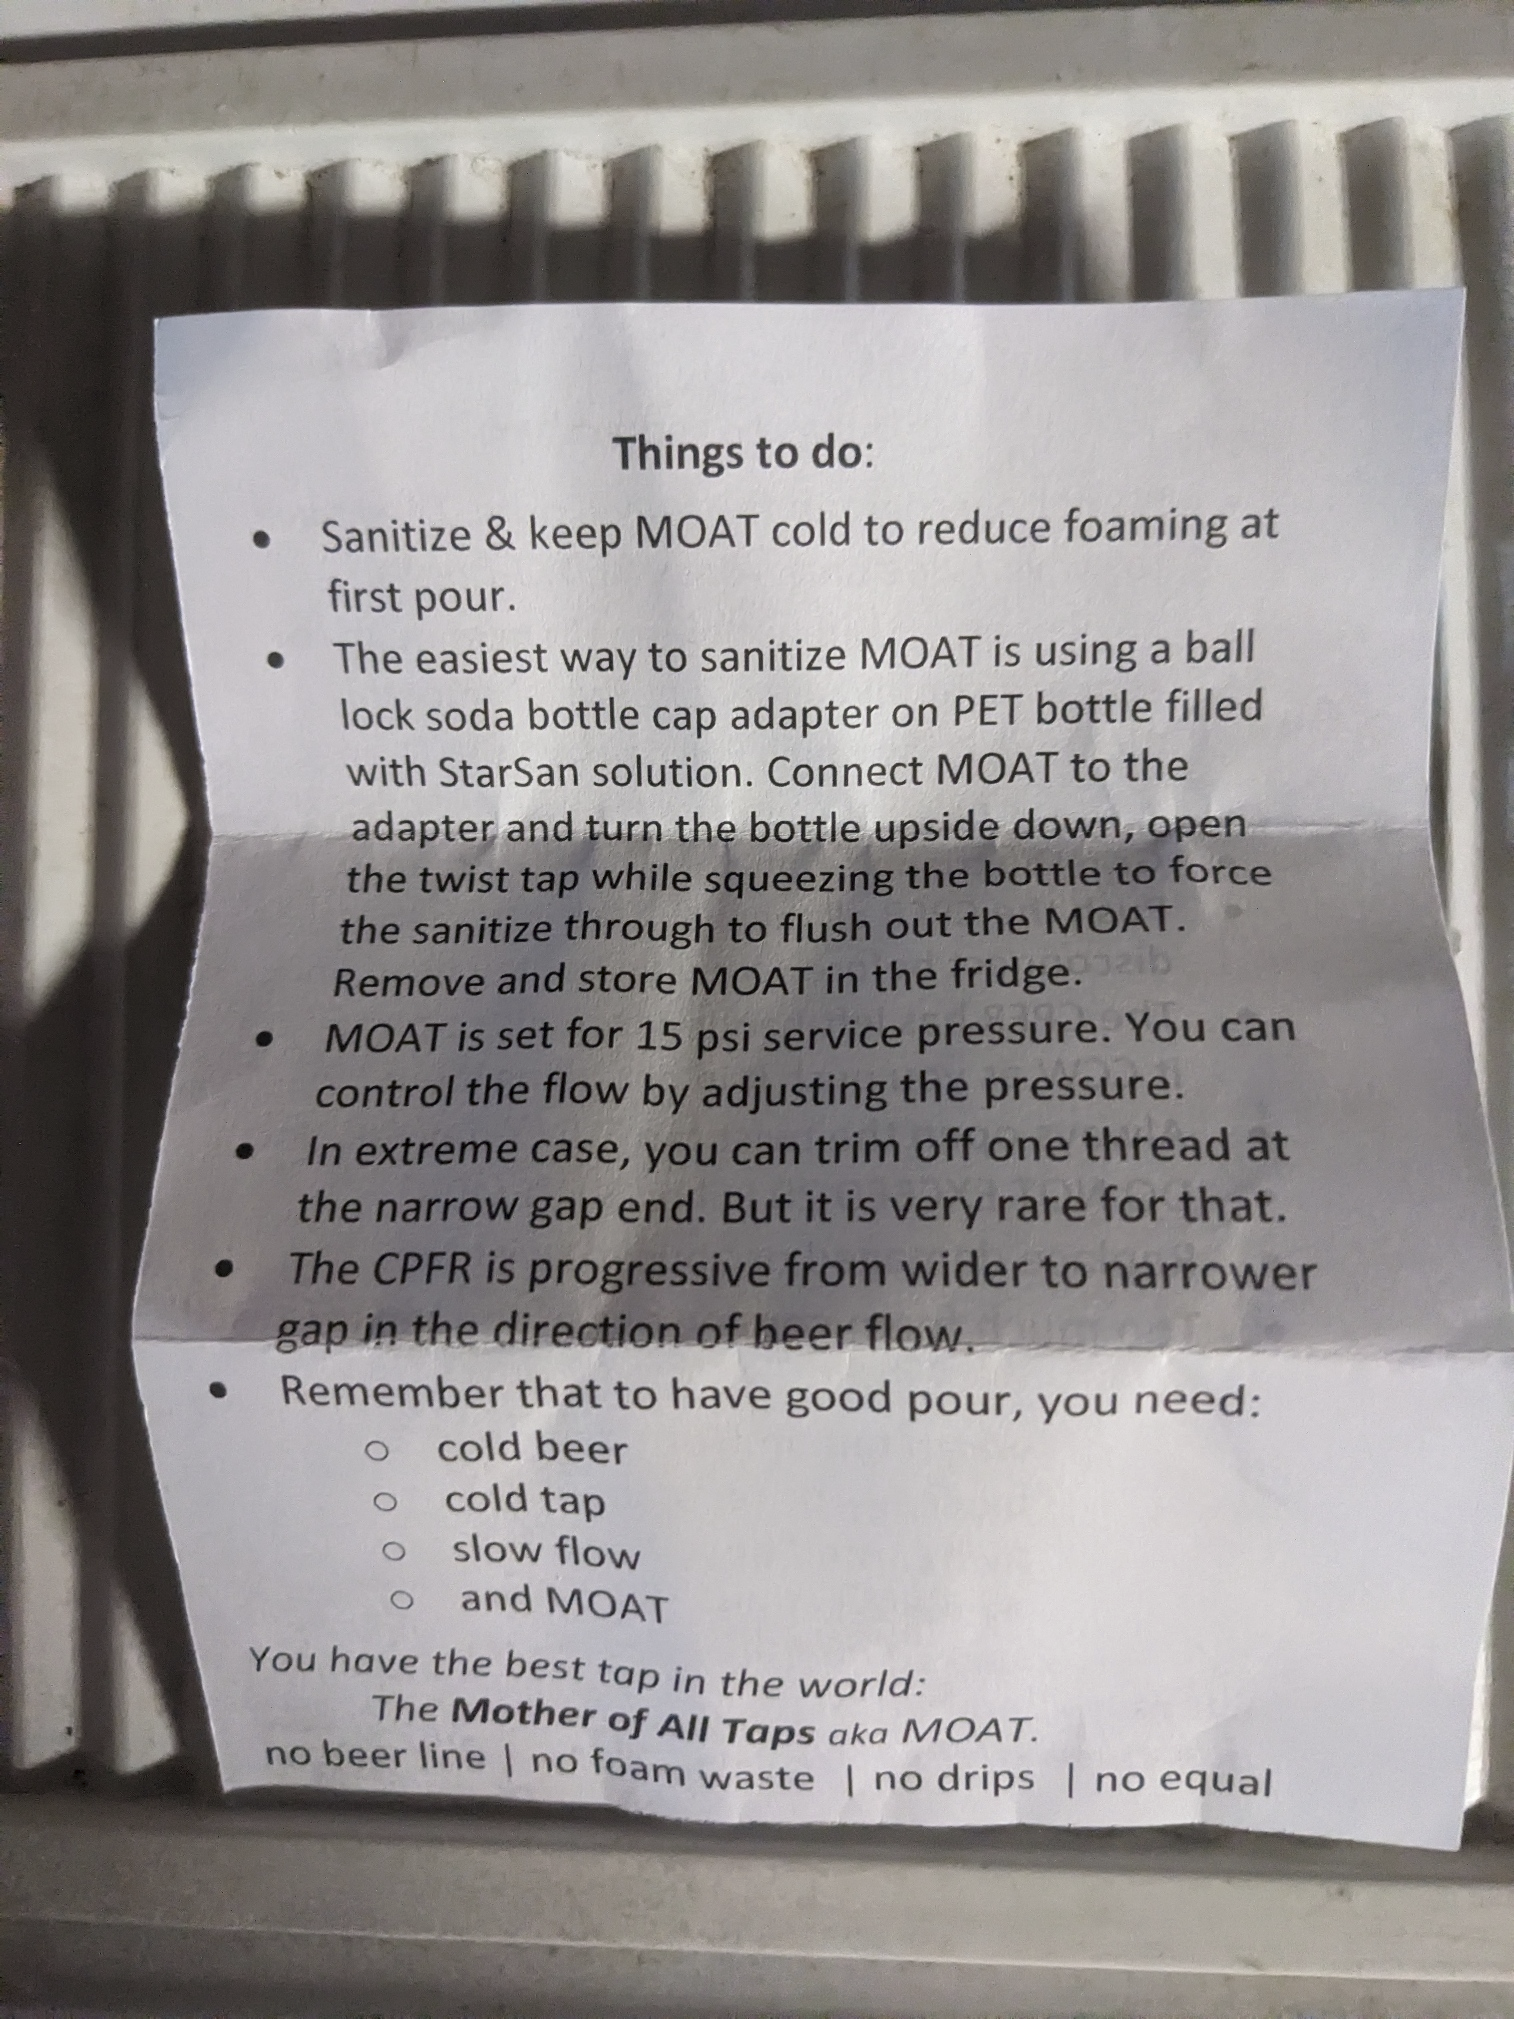 Things to do:
• Sanitize & keep MOAT cold to reduce foaming at
first pour.
• The easiest way to sanitize MOAT is using a ball
lock soda bottle cap adapter on PET bottle filled
with StarSan solution. Connect MOAT to the
adapter and turn the bottle upside down, open
the twist tap while squeezing the bottle to force
the sanitize through to flush out the MOAT.
Remove and store MOAT in the fridge.
• MOAT is set for 15 psi service pressure. You can
control the flow by adjusting the pressure.
• In extreme case, you can trim off one thread at
the narrow gap end. But it is very rare for that.
• The CPFR is progressive from wider to narrower
gap in the direction of beer flow.
• Remember that to have good pour, you need:
○ cold beer
○ cold tap
○ slow flow
○ and MOAT
You have the best tap in the world:
The Mother of All Taps aka MOAT.
no beer line | no foam waste | no drips | no equal